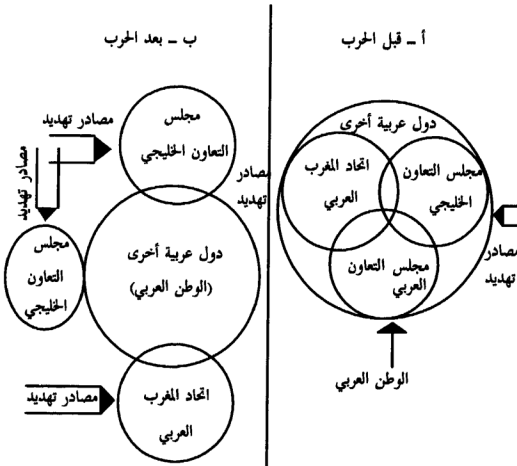 أ ـ قبل الحرب
دول عربية أخرى
اتحاد المغرب
العربي
مجلس التعاون
الخليجي
مجلس التعاون
العربي
مصادر
تهديد
الوطن العربي
ب ـ بعد الحرب
مجلس
التعاون الخليجي
مصادر تهديد
مصادر
تهديد
مصادر
تهديد
مجلس
التعاون
الخليجي
دول عربية أخرى
(الوطن العربي)
اتحاد المغرب
العربي
مصادر تهديد